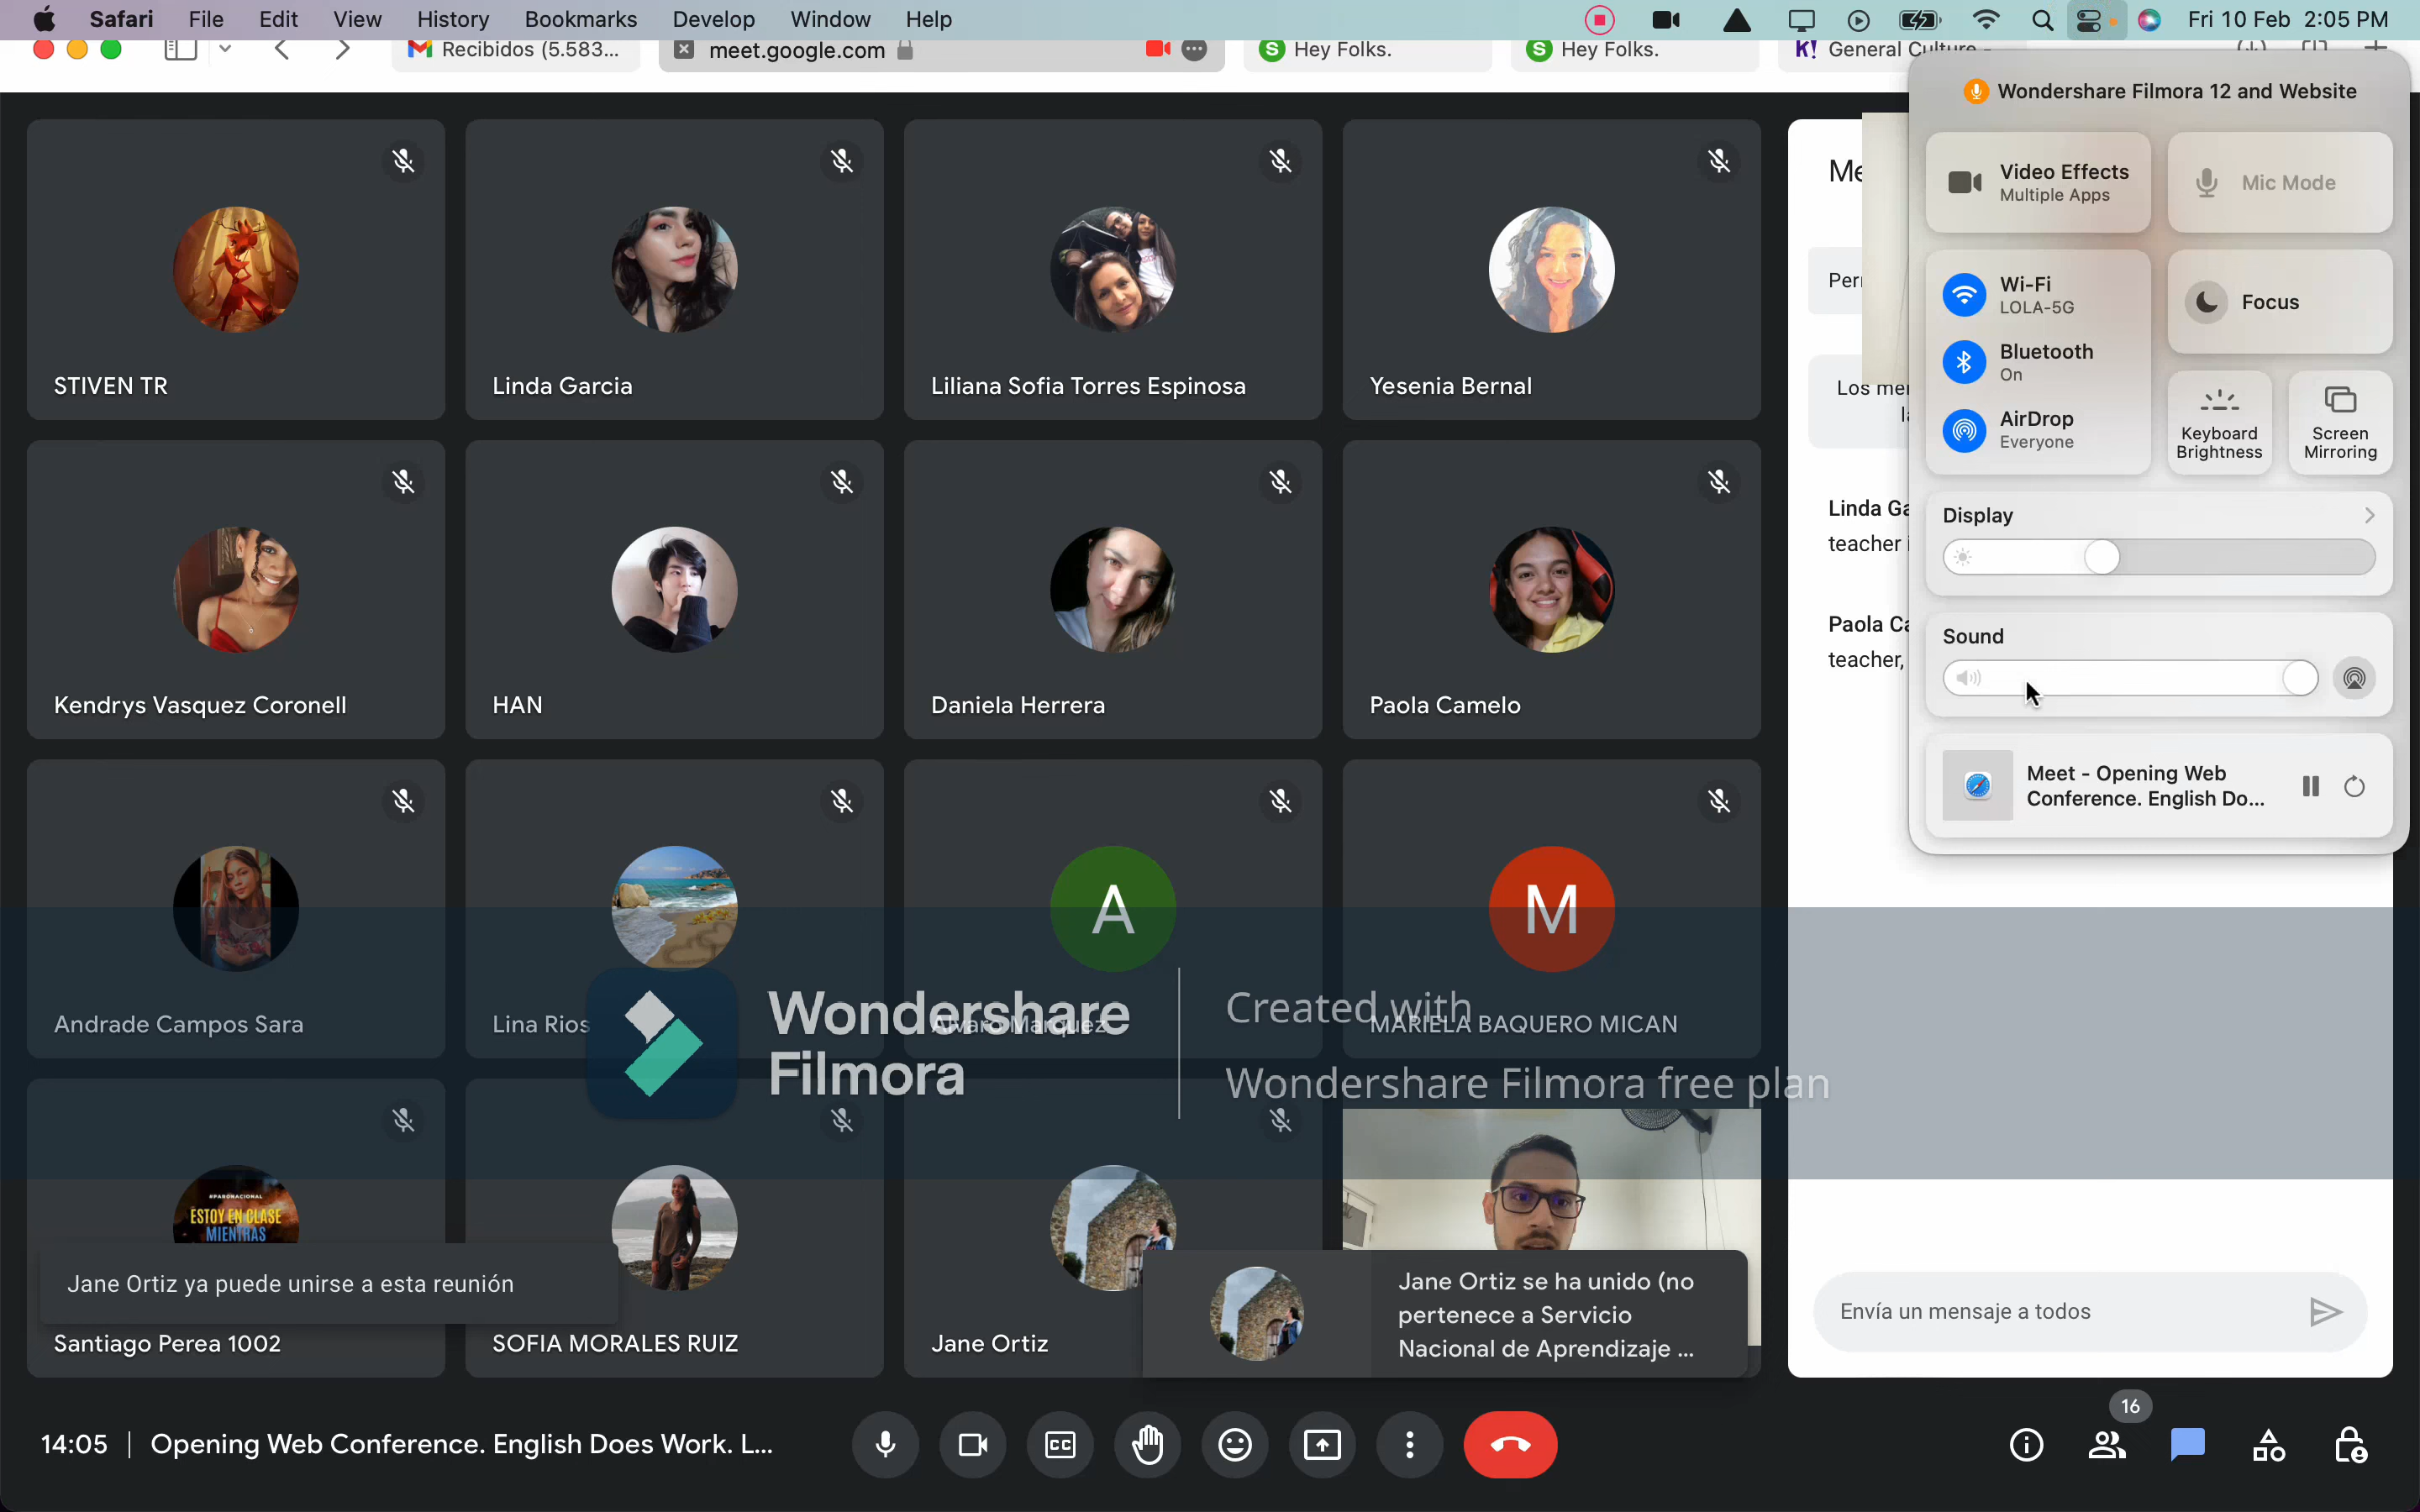 Safari File Edit View History Bookmarks Develop Window Help
Fri 10 Feb 2:05 PM
Recibidos (5.583...
meet.google.com
Hey Folks.
Hey Folks.
K! General Culture -
Wondershare Filmora 12 and Website
Video Effects
Multiple Apps
Mic Mode
Wi-Fi
LOLA-5G
Focus
Bluetooth
On
AirDrop
Everyone
Keyboard
Brightness
Screen
Mirroring
Display
Sound
Meet - Opening Web
Conference. English Do...
STIVEN TR
Linda Garcia
Liliana Sofia Torres Espinosa
Yesenia Bernal
Kendrys Vasquez Coronell
HAN
Daniela Herrera
Paola Camelo
A
M
Andrade Campos Sara
Lina Rios
Alvaro Marquez
MARIELA BAQUERO MICAN
Wondershare
Filmora
Created with
Wondershare Filmora free plan
#PARONACIONAL
ESTOY EN CLASE
MIENTRAS
Jane Ortiz ya puede unirse a esta reunión
Santiago Perea 1002
SOFIA MORALES RUIZ
Jane Ortiz
Jane Ortiz se ha unido (no
pertenece a Servicio
Nacional de Aprendizaje ...
Linda Ga
teacher
Paola Ca
teacher,
Envía un mensaje a todos
14:05 | Opening Web Conference. English Does Work. L...
CC
16